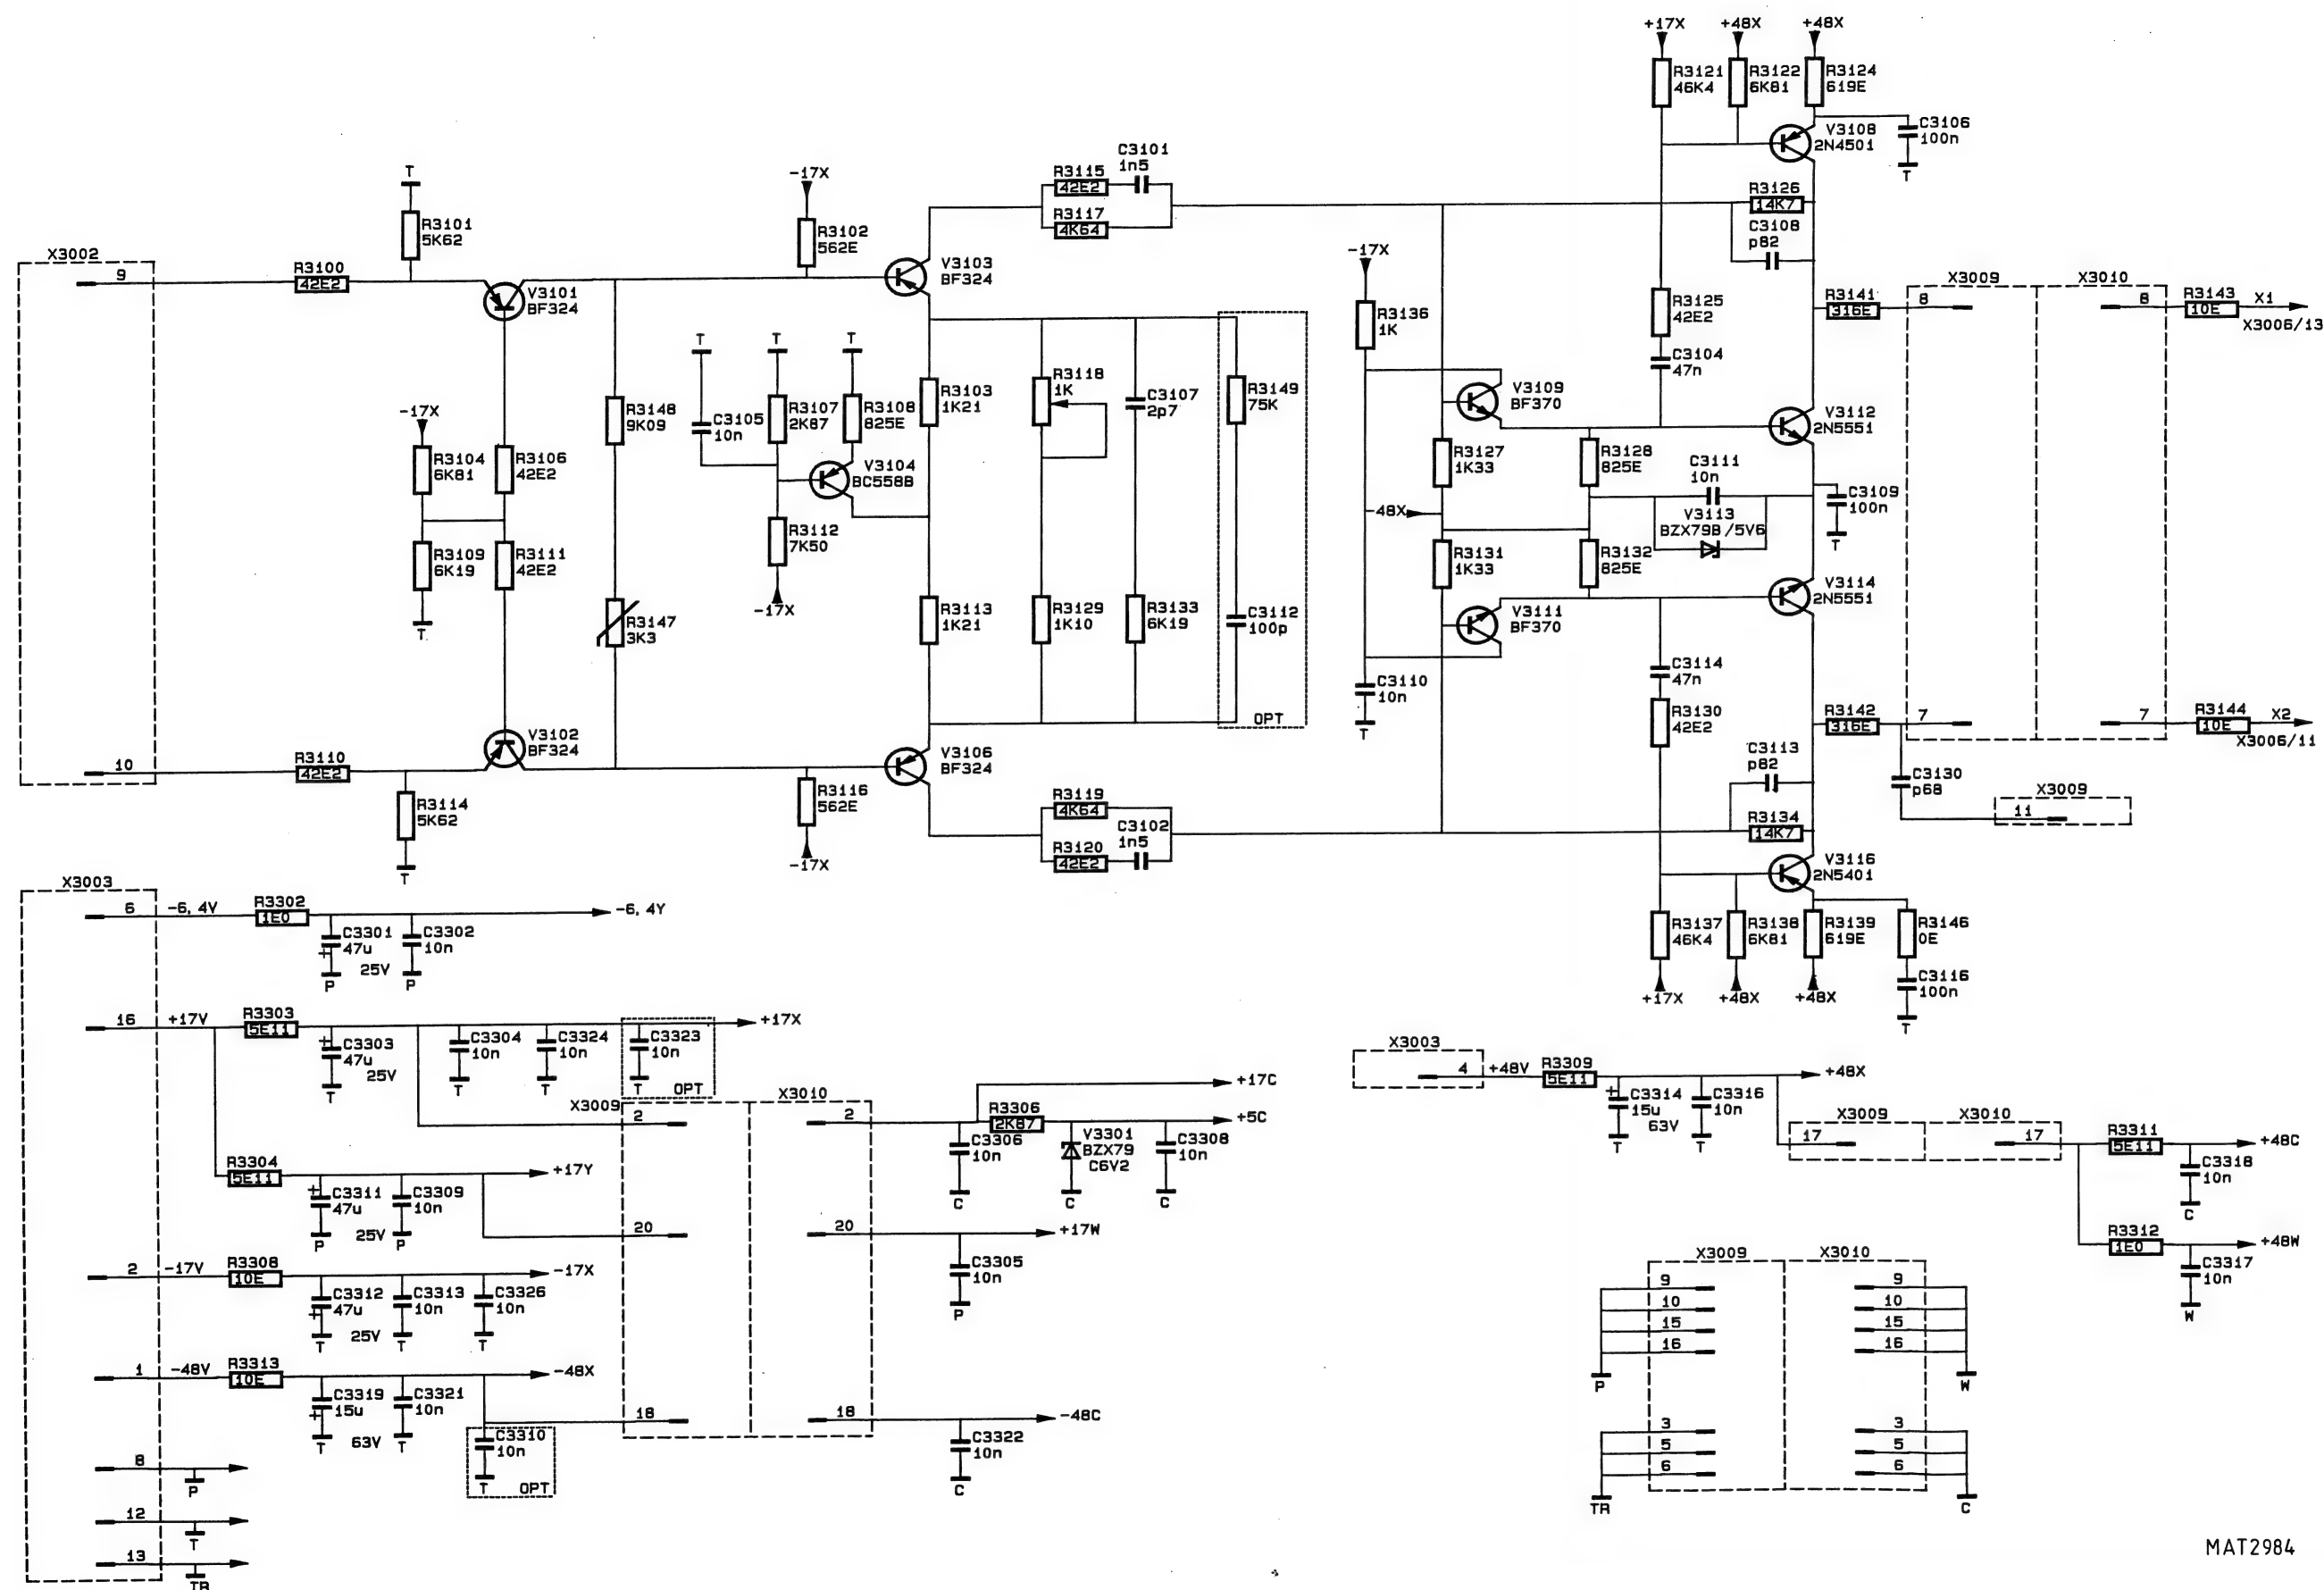 +17X +48X +48X
R3121 46K4
R3122 6K81
R3124 619E
V3108 2N4501
C3106 100n
T
T
R3101 5K62
-17X
R3102 562E
C3101 1n5
R3115 42E2
R3117 4K64
R3126 14K7
C3108 p82
X3002
9
R3100 42E2
V3101 BF324
V3103 BF324
-17X
R3136 1K
R3125 42E2
C3104 47n
R3141 316E
X3009 X3010
8 8
R3143 10E
X1
X3006/13
-17X
R3104 6K81
R3106 42E2
R3148 9K09
T T T
C3105 10n
R3107 2K87
R3108 825E
V3104 BC558B
R3103 1K21
R3118 1K
C3107 2p7
R3149 75K
V3109 BF370
V3112 2N5551
R3127 1K33
R3128 825E
C3111 10n
-48X
V3113
BZX79B/5V6
C3109 100n
T
R3109 6K19
R3111 42E2
T
R3112 7K50
-17X
R3147 3K3
R3113 1K21
R3129 1K10
R3133 6K19
C3112 100p
OPT
R3131 1K33
R3132 825E
V3111 BF370
V3114 2N5551
C3110 10n
T
C3114 47n
R3130 42E2
R3142 316E
7 7
R3144 10E
X2
X3006/11
10
R3110 42E2
V3102 BF324
V3106 BF324
R3114 5K62
T
R3116 562E
-17X
R3119 4K64
C3102 1n5
R3120 42E2
C3113 p82
R3134 14K7
C3130 p68
X3009
11
V3116 2N5401
R3137 46K4
R3138 6K81
R3139 619E
R3146 0E
C3116 100n
T
+17X +48X +48X
X3003
6 -6,4V
R3302 1E0
-6,4Y
C3301 47u
C3302 10n
P 25V P
16 +17V
R3303 5E11
+17X
C3303 47u
25V
T
C3304 10n
T
C3324 10n
T
C3323 10n
T OPT
X3009 X3010
2 2
+17C
R3306 2K87
+5C
C3306 10n
V3301 BZX79 C6V2
C3308 10n
C C C
R3304 5E11
+17Y
C3311 47u
C3309 10n
P 25V P
20 20
+17W
C3305 10n
P
2 -17V
R3308 10E
-17X
C3312 47u
C3313 10n
C3326 10n
T 25V T T
1 -48V
R3313 10E
-48X
C3319 15u
C3321 10n
T 63V T
18 18
-48C
C3310 10n
T OPT
C3322 10n
C
8
P
12
T
13
TR
X3003
4 +48V
R3309 5E11
+48X
C3314 15u
63V
C3316 10n
T T
X3009 X3010
17 17
R3311 5E11
+48C
C3318 10n
C
R3312 1E0
+48W
C3317 10n
W
X3009 X3010
9 9
10 10
15 15
16 16
P W
3 3
5 5
6 6
TR C
MAT2984